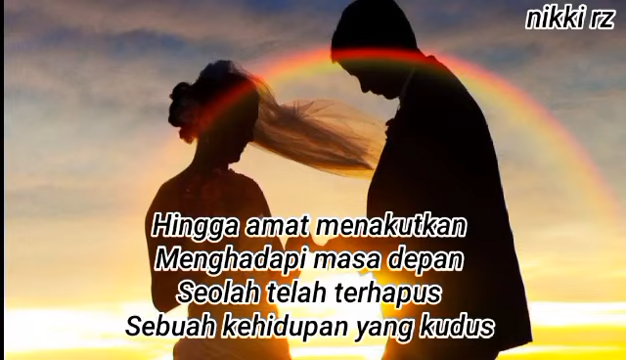 nikki rz
Hingga amat menakutkan
Menghadapi masa depan
Seolah telah terhapus
Sebuah kehidupan yang kudus